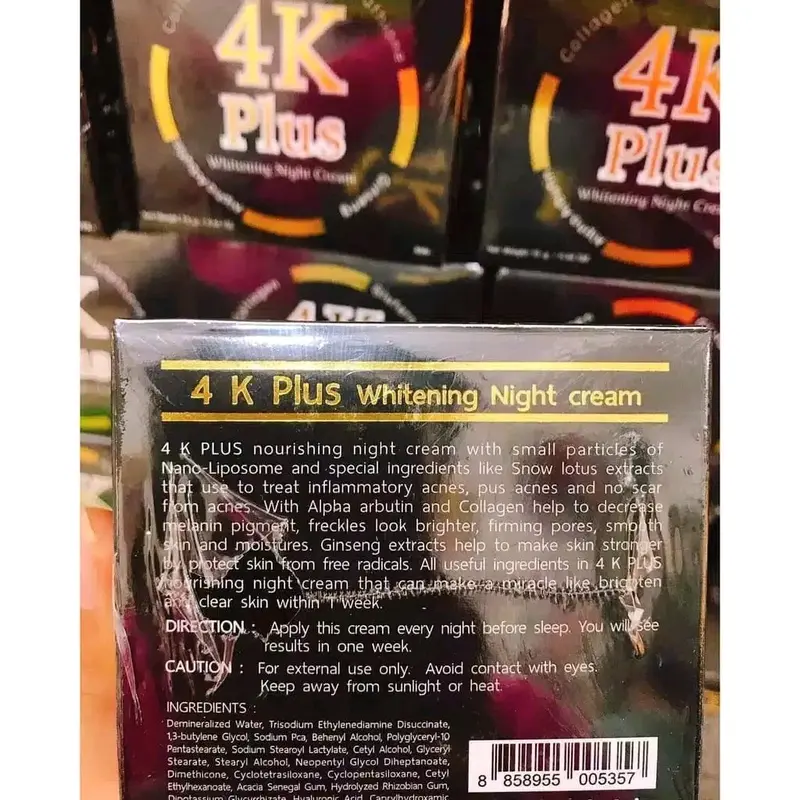 4K
Plus
Whitening Night Cream
4K
Plus
Whitening Night
Collagen
4 K Plus Whitening Night cream
4 K PLUS nourishing night cream with small particles of
Nano-Liposome and special ingredients like Snow lotus extracts
that use to treat inflammatory acnes, pus acnes and no scar
from acnes. With Alpha arbutin and Collagen help to decrease
melanin pigment, freckles look brighter, firming pores, smooth
skin and moistures. Ginseng extracts help to make skin stronger
by protect skin from free radicals. All useful ingredients in 4 K PLUS
nourishing night cream that can make a miracle like brighten
and clear skin within 1 week.
DIRECTION : Apply this cream every night before sleep. You will see
results in one week.
CAUTION : For external use only. Avoid contact with eyes.
Keep away from sunlight or heat.
INGREDIENTS :
Demineralized Water, Trisodium Ethylenediamine Disuccinate,
1,3-butylene Glycol, Sodium Pca, Behenyl Alcohol, Polyglyceryl-10
Pentastearate, Sodium Stearoyl Lactylate, Cetyl Alcohol, Glyceryl
Stearate, Stearyl Alcohol, Neopentyl Glycol Diheptanoate,
Dimethicone, Cyclotetrasiloxane, Cyclopentasiloxane, Cetyl
Ethylhexanoate, Acacia Senegal Gum, Hydrolyzed Rhizobian Gum,
Dipotassium Glycyrrhizate, Hyaluronic Acid, Caprylhydroxamic
8 858955 005357